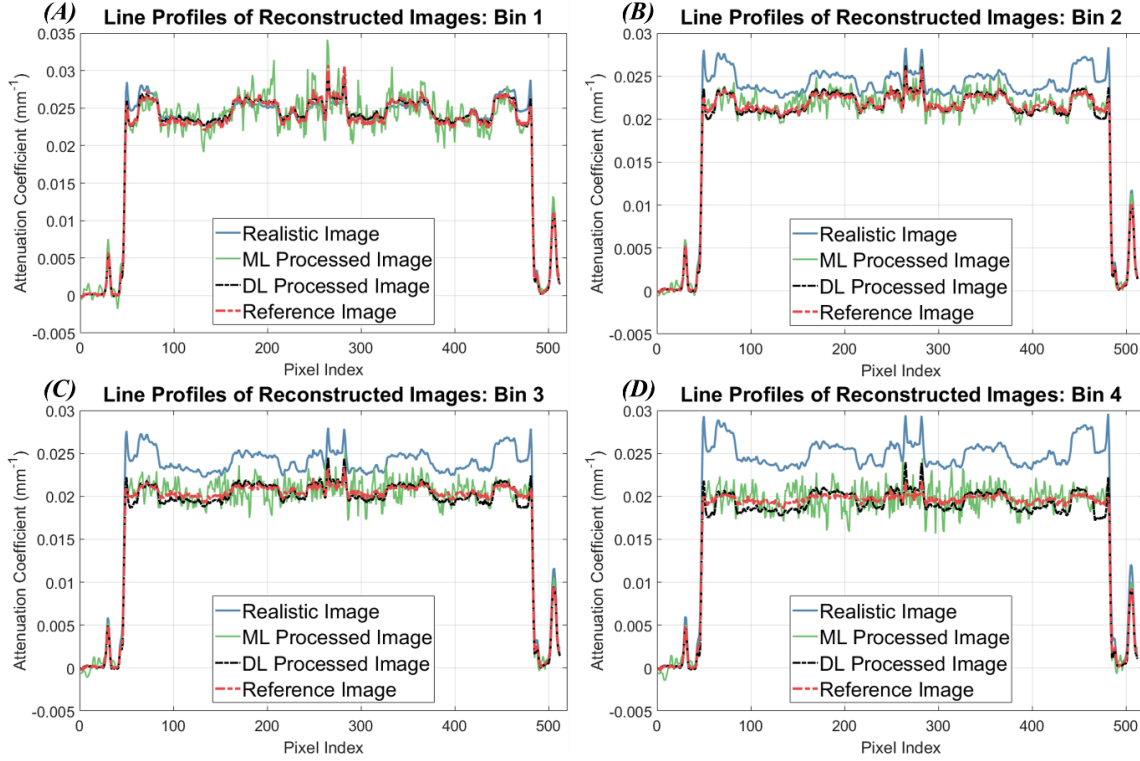 (A) Line Profiles of Reconstructed Images: Bin 1
Attenuation Coefficient (mm-1)
0.035
0.03
0.025
0.02
0.015
0.01
0.005
0
-0.005
Realistic Image
ML Processed Image
DL Processed Image
Reference Image
0 100 200 300 400 500
Pixel Index
(B) Line Profiles of Reconstructed Images: Bin 2
Attenuation Coefficient (mm-1)
0.03
0.025
0.02
0.015
0.01
0.005
0
-0.005
Realistic Image
ML Processed Image
DL Processed Image
Reference Image
0 100 200 300 400 500
Pixel Index
(C) Line Profiles of Reconstructed Images: Bin 3
Attenuation Coefficient (mm-1)
0.03
0.025
0.02
0.015
0.01
0.005
0
-0.005
Realistic Image
ML Processed Image
DL Processed Image
Reference Image
0 100 200 300 400 500
Pixel Index
(D) Line Profiles of Reconstructed Images: Bin 4
Attenuation Coefficient (mm-1)
0.03
0.025
0.02
0.015
0.01
0.005
0
-0.005
Realistic Image
ML Processed Image
DL Processed Image
Reference Image
0 100 200 300 400 500
Pixel Index